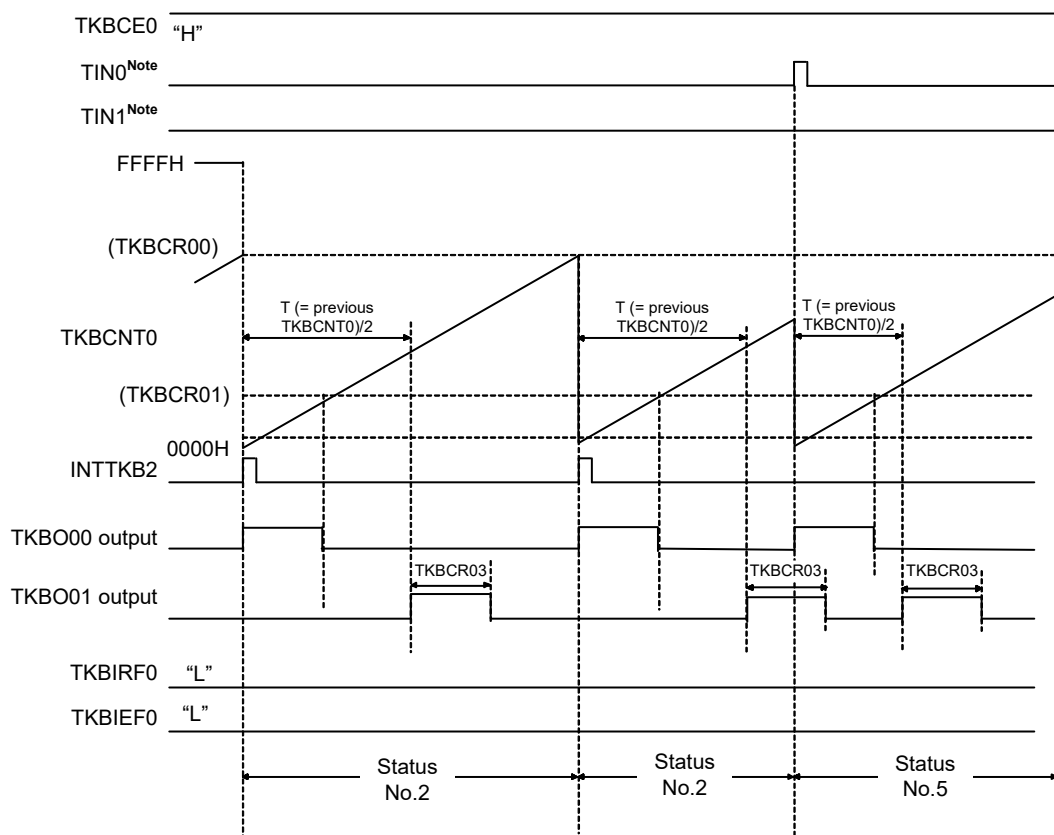 TKBCE0 “H”
TIN0Note
TIN1Note
FFFFH
(TKBCR00)
T (= previous
TKBCNT0)/2
T (= previous
TKBCNT0)/2
T (= previous
TKBCNT0)/2
TKBCNT0
(TKBCR01)
0000H
INTTKB2
TKBO00 output
TKBCR03
TKBCR03
TKBCR03
TKBO01 output
TKBIRF0 “L”
TKBIEF0 “L”
Status
No.2
Status
No.2
Status
No.5